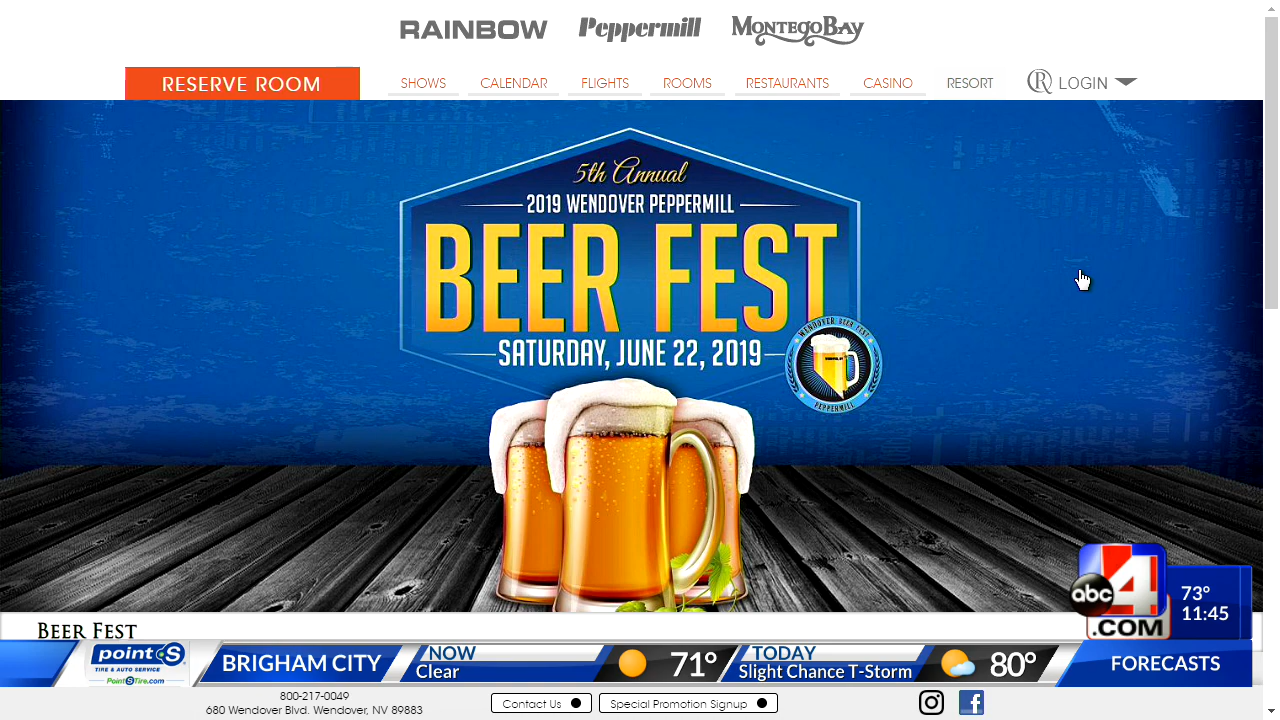 RAINBOW Peppermill MONTEGO BAY
RESERVE ROOM SHOWS CALENDAR FLIGHTS ROOMS RESTAURANTS CASINO RESORT R LOGIN
5th Annual
2019 WENDOVER PEPPERMILL
BEER FEST
SATURDAY, JUNE 22, 2019
WENDOVER BEER FEST
PEPPERMILL
abc 4 .COM
73°
11:45
BEER FEST
point S
TIRE & AUTO SERVICE
PointSTire.com
BRIGHAM CITY
NOW
Clear
71°
TODAY
Slight Chance T-Storm
80°
FORECASTS
800-217-0049
680 Wendover Blvd. Wendover, NV 89883
Contact Us
Special Promotion Signup
f